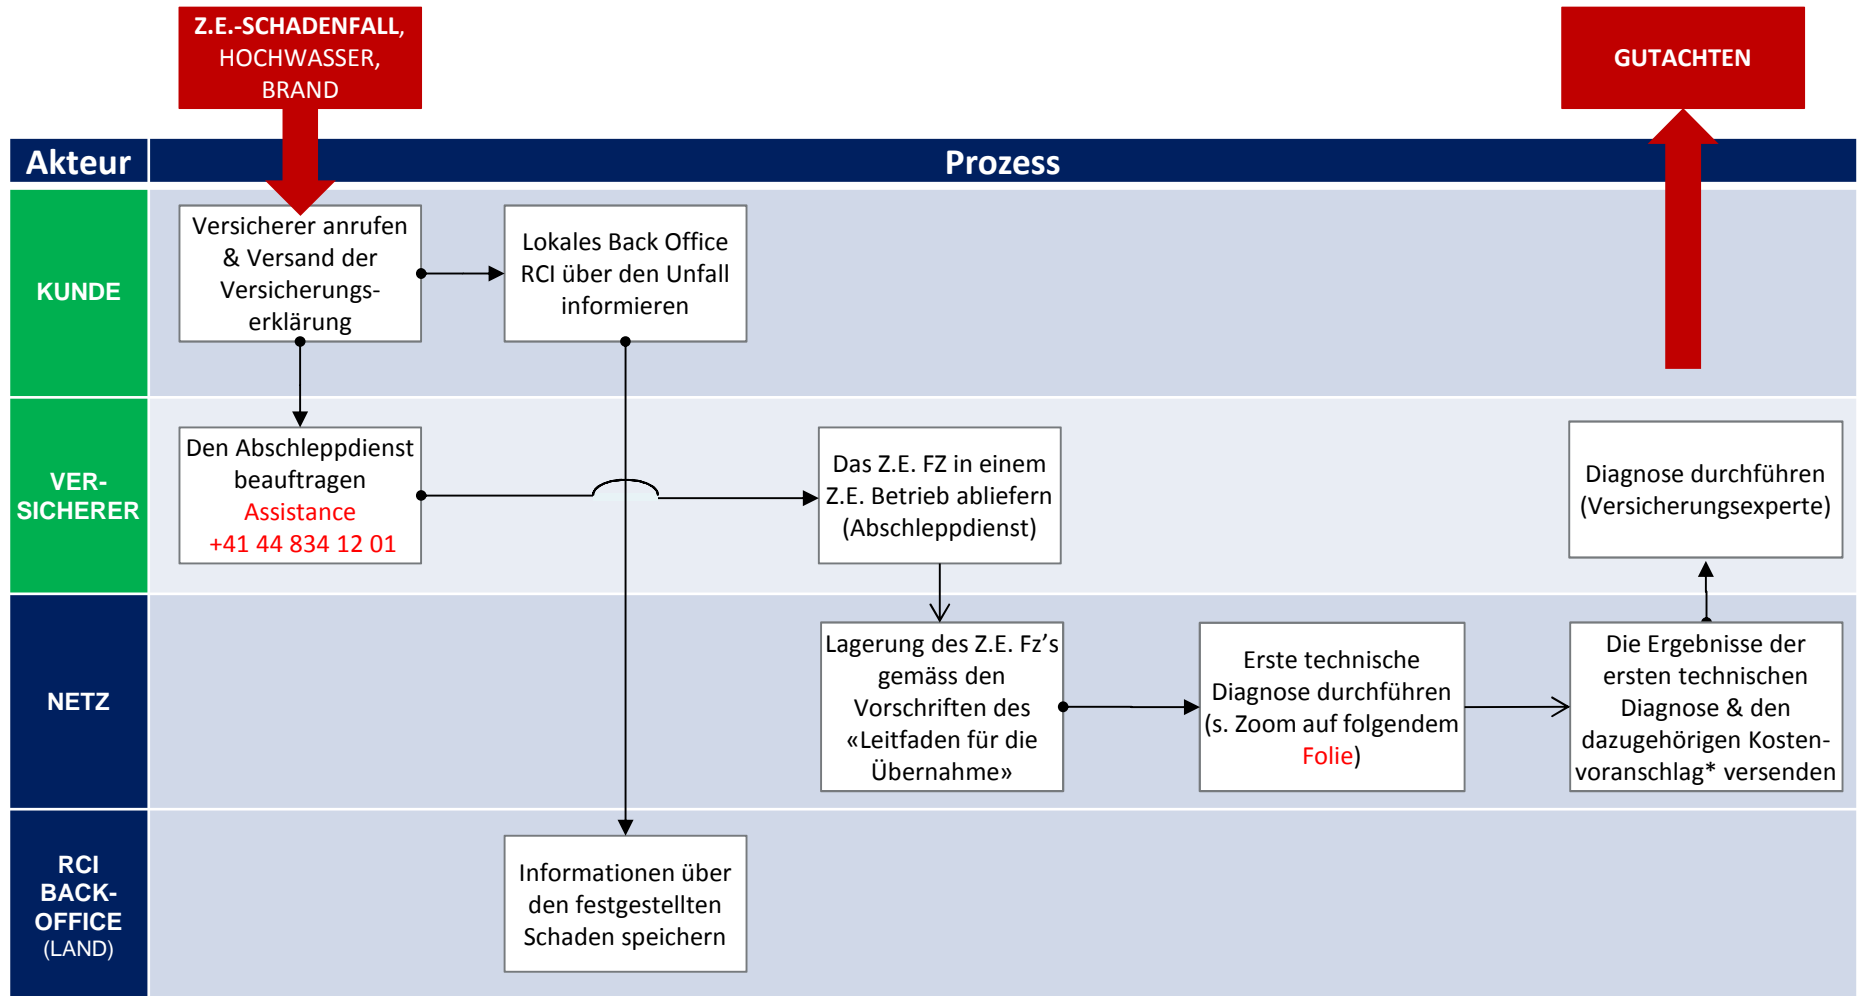 Z.E.-SCHADENFALL,
HOCHWASSER,
BRAND
GUTACHTEN
Akteur
Prozess
KUNDE
Versicherer anrufen
& Versand der
Versicherungs-
erklärung
Lokales Back Office
RCI über den Unfall
informieren
VER-
SICHERER
Den Abschleppdienst
beauftragen
Assistance
+41 44 834 12 01
Das Z.E. FZ in einem
Z.E. Betrieb abliefern
(Abschleppdienst)
Diagnose durchführen
(Versicherungsexperte)
NETZ
Lagerung des Z.E. Fz’s
gemäss den
Vorschriften des
«Leitfaden für die
Übernahme»
Erste technische
Diagnose durchführen
(s. Zoom auf folgendem
Folie)
Die Ergebnisse der
ersten technischen
Diagnose & den
dazugehörigen Kosten-
voranschlag* versenden
RCI
BACK-
OFFICE
(LAND)
Informationen über
den festgestellten
Schaden speichern